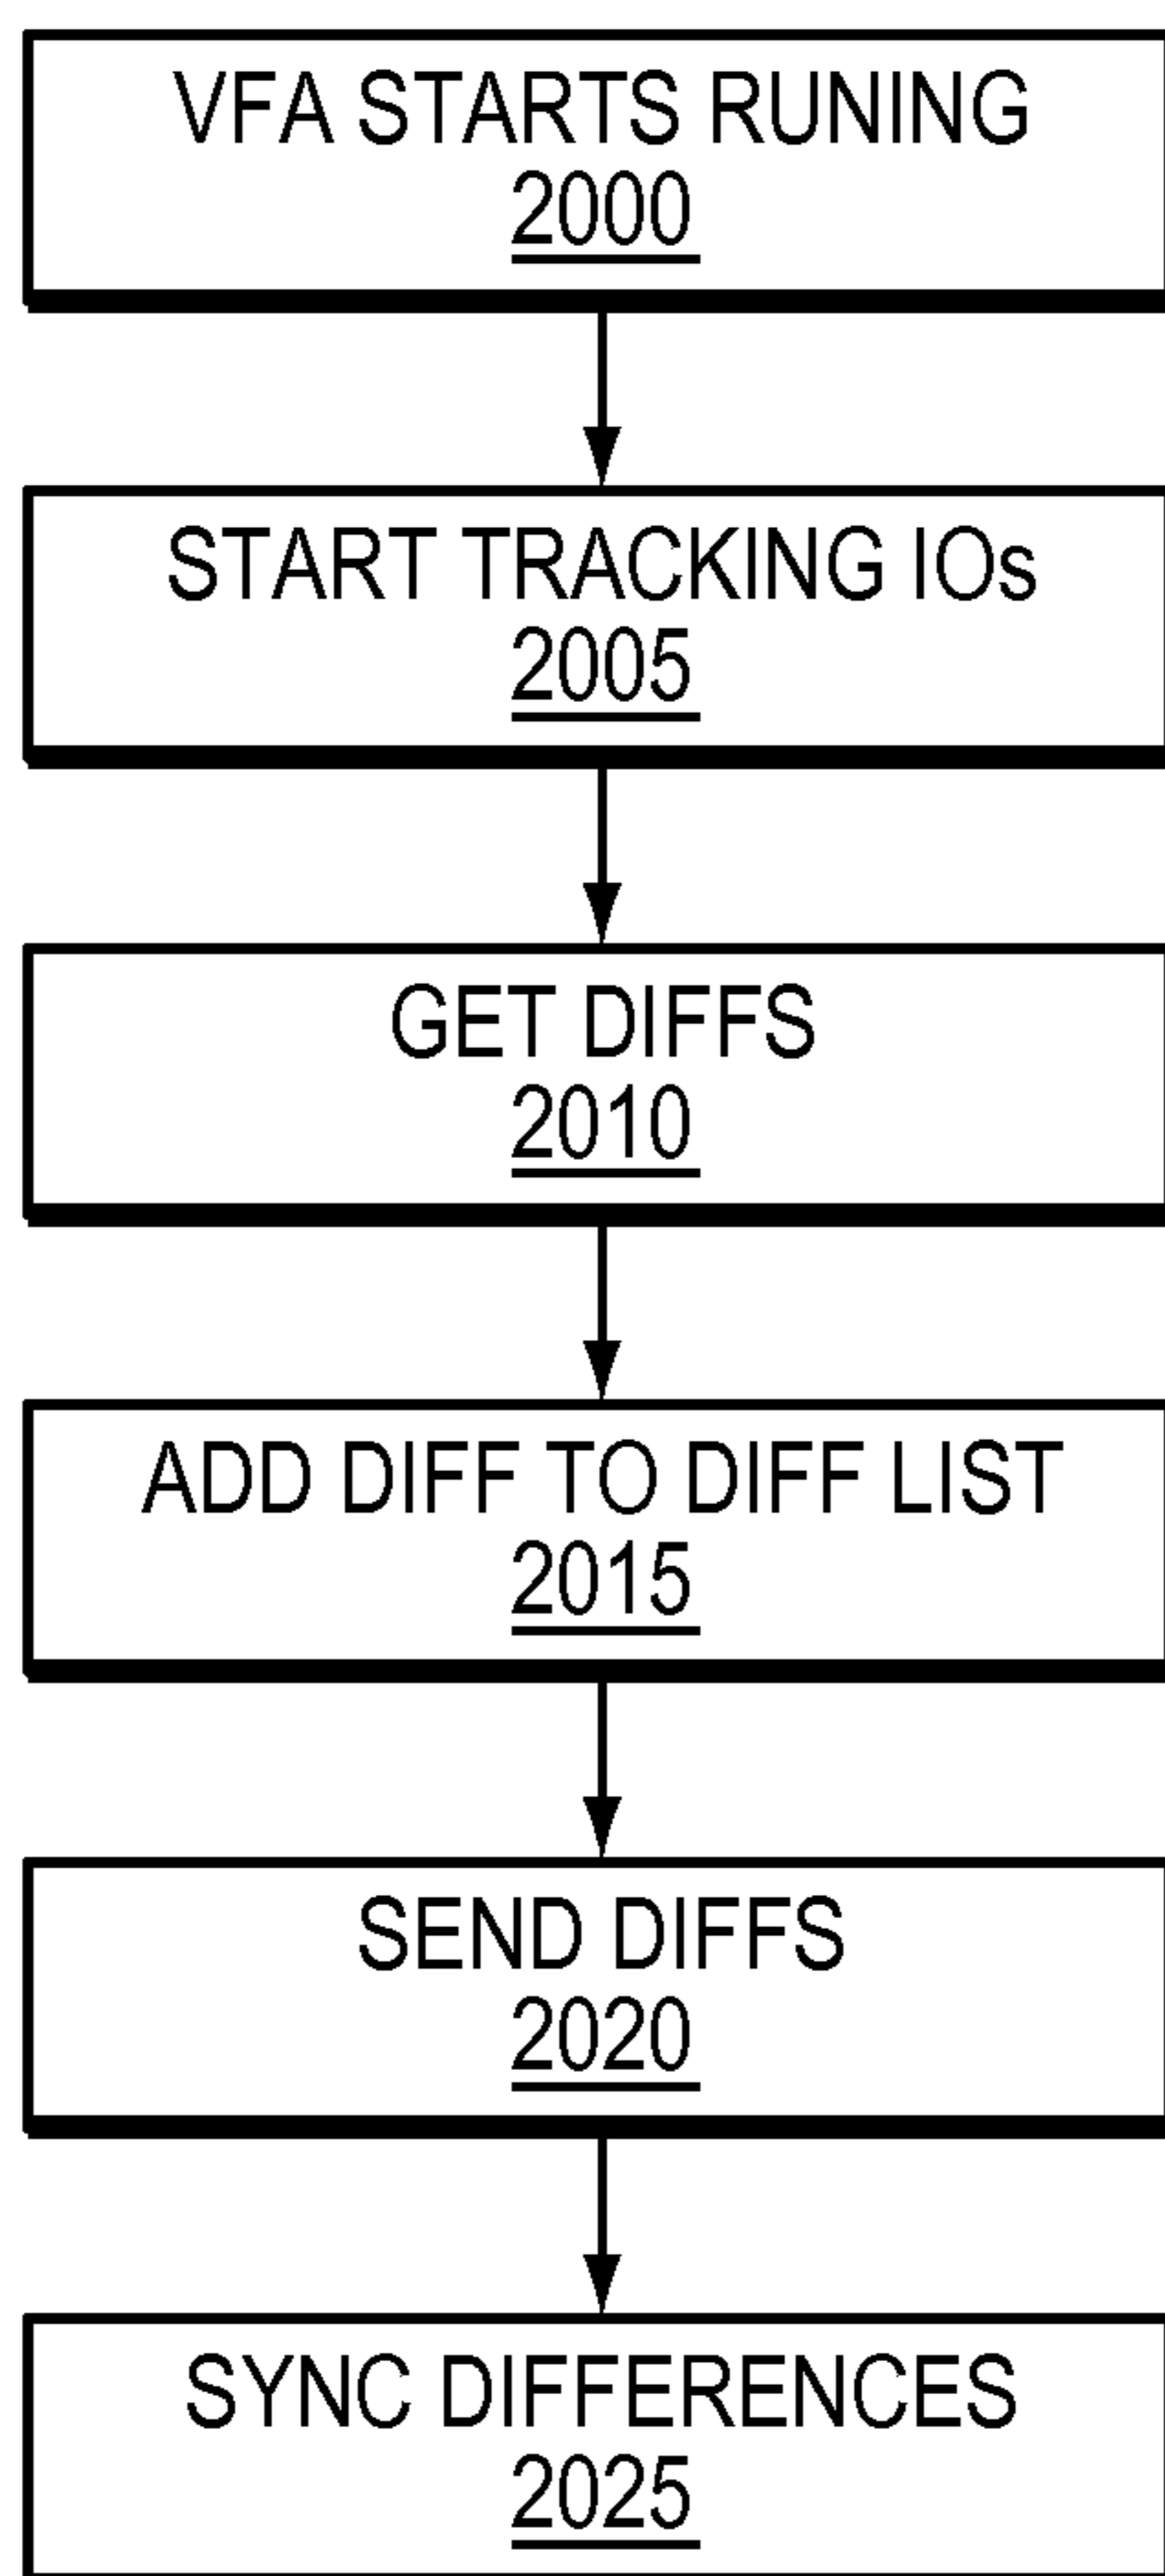 VFA STARTS RUNING
2000
START TRACKING IOs
2005
GET DIFFS
2010
ADD DIFF TO DIFF LIST
2015
SEND DIFFS
2020
SYNC DIFFERENCES
2025